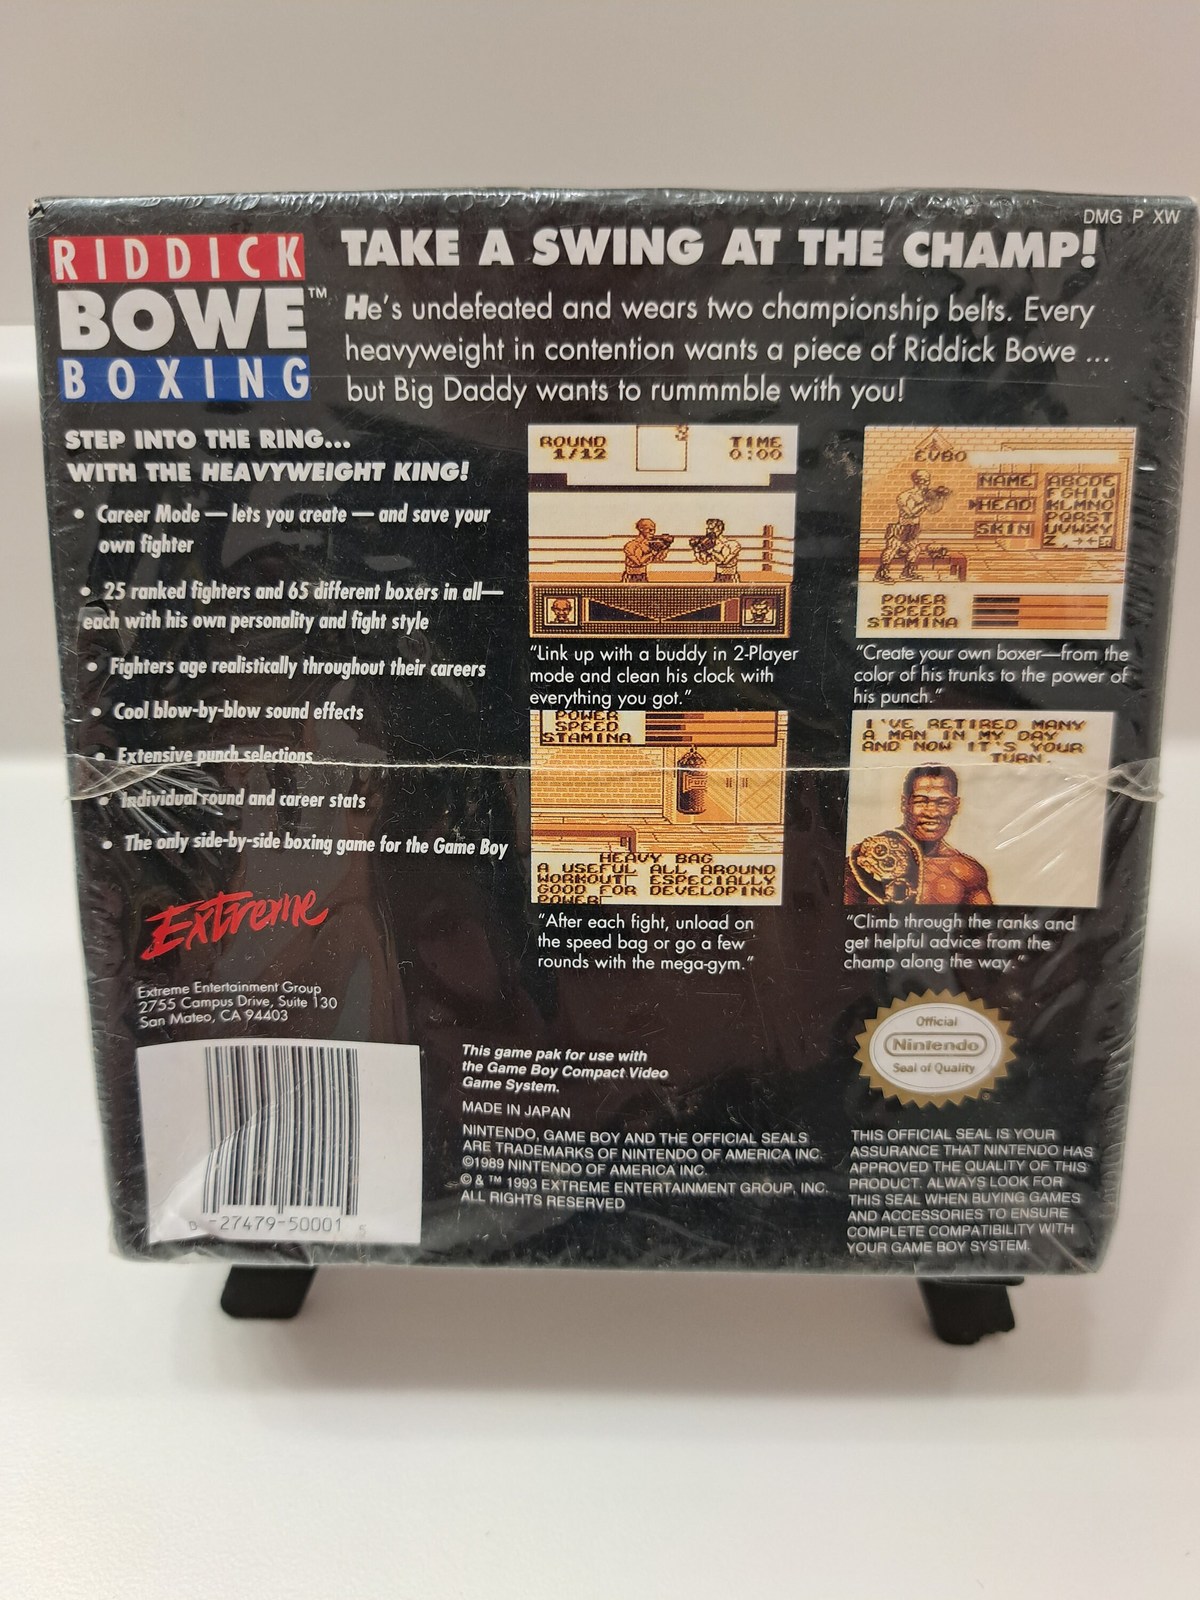 DMG P XW
RIDDICK
BOWE™
BOXING
TAKE A SWING AT THE CHAMP!
He's undefeated and wears two championship belts. Every
heavyweight in contention wants a piece of Riddick Bowe ...
but Big Daddy wants to rummmble with you!
STEP INTO THE RING...
WITH THE HEAVYWEIGHT KING!
• Career Mode — lets you create — and save your
own fighter
• 25 ranked fighters and 65 different boxers in all—
each with his own personality and fight style
• Fighters age realistically throughout their careers
• Cool blow-by-blow sound effects
• Extensive punch selections
• Individual round and career stats
• The only side-by-side boxing game for the Game Boy
ROUND
1/12
TIME
0:00
"Link up with a buddy in 2-Player
mode and clean his clock with
everything you got."
EVBO
NAME
HEAD
SKIN
ABCDE
FGHIJ
KLMNO
PQRST
UVWXY
Z
POWER
SPEED
STAMINA
"Create your own boxer—from the
color of his trunks to the power of
his punch."
POWER
SPEED
STAMINA
HEAVY BAG
A USEFUL ALL AROUND
WORKOUT ESPECIALLY
GOOD FOR DEVELOPING
POWER
"After each fight, unload on
the speed bag or go a few
rounds with the mega-gym."
I'VE RETIRED MANY
A MAN IN MY DAY
AND NOW IT'S YOUR
TURN.
"Climb through the ranks and
get helpful advice from the
champ along the way."
Extreme
Extreme Entertainment Group
2755 Campus Drive, Suite 130
San Mateo, CA 94403
0 -27479-50001 5
This game pak for use with
the Game Boy Compact Video
Game System.
MADE IN JAPAN
NINTENDO, GAME BOY AND THE OFFICIAL SEALS
ARE TRADEMARKS OF NINTENDO OF AMERICA INC.
©1989 NINTENDO OF AMERICA INC.
© & ™ 1993 EXTREME ENTERTAINMENT GROUP, INC.
ALL RIGHTS RESERVED
Official
Nintendo
Seal of Quality
THIS OFFICIAL SEAL IS YOUR
ASSURANCE THAT NINTENDO HAS
APPROVED THE QUALITY OF THIS
PRODUCT. ALWAYS LOOK FOR
THIS SEAL WHEN BUYING GAMES
AND ACCESSORIES TO ENSURE
COMPLETE COMPATIBILITY WITH
YOUR GAME BOY SYSTEM.